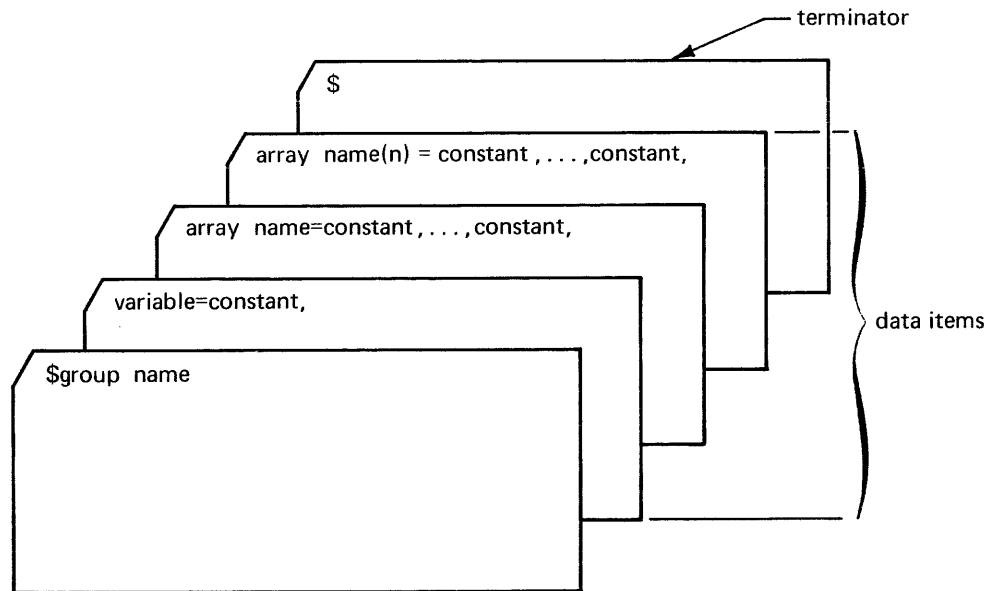 terminator
$
array name(n) = constant,...,constant,
array name=constant,...,constant,
variable=constant,
data items
$group name